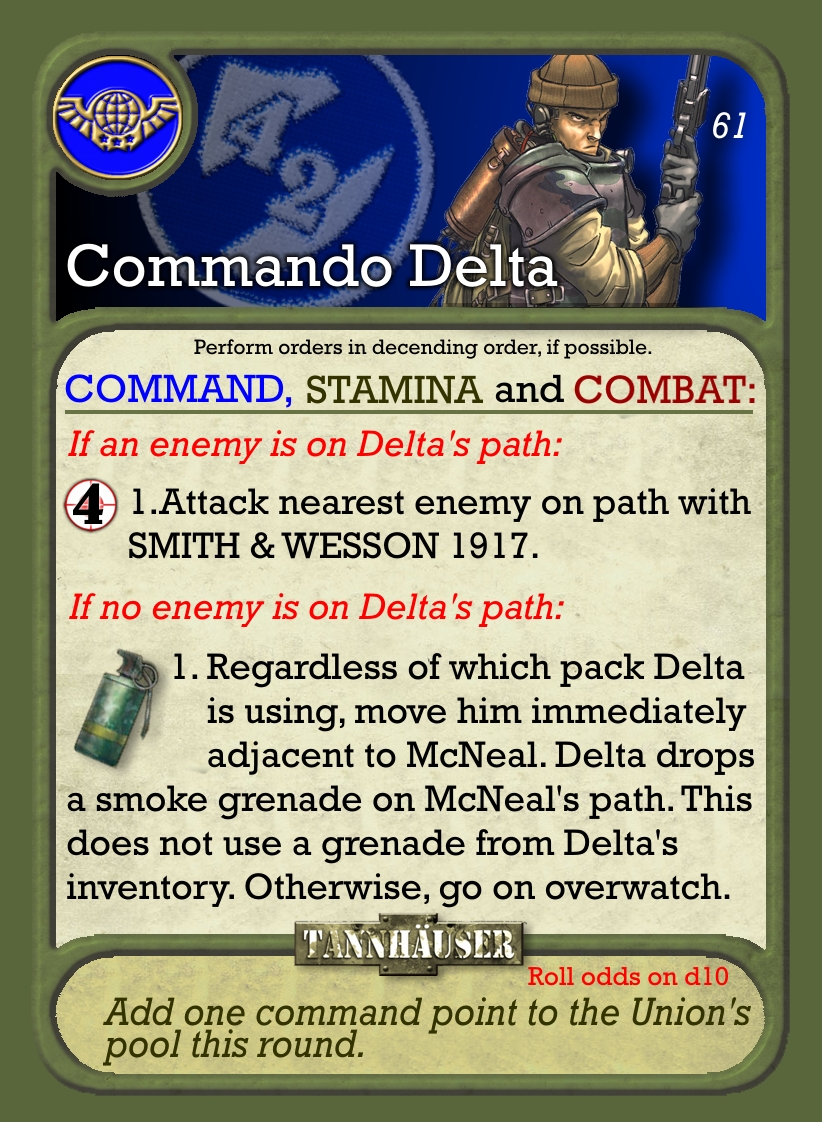 A2
61
Commando Delta
Perform orders in decending order, if possible.
COMMAND, STAMINA and COMBAT:
If an enemy is on Delta's path:
4 1.Attack nearest enemy on path with
SMITH & WESSON 1917.
If no enemy is on Delta's path:
1. Regardless of which pack Delta
is using, move him immediately
adjacent to McNeal. Delta drops
a smoke grenade on McNeal's path. This
does not use a grenade from Delta's
inventory. Otherwise, go on overwatch.
TANNHÄUSER
Roll odds on d10
Add one command point to the Union's
pool this round.